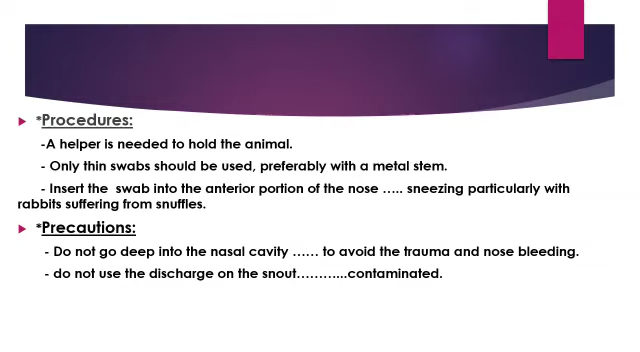 *Procedures:
-A helper is needed to hold the animal.
- Only thin swabs should be used, preferably with a metal stem.
- Insert the swab into the anterior portion of the nose ….. sneezing particularly with
rabbits suffering from snuffles.
*Precautions:
- Do not go deep into the nasal cavity …… to avoid the trauma and nose bleeding.
- do not use the discharge on the snout………...contaminated.